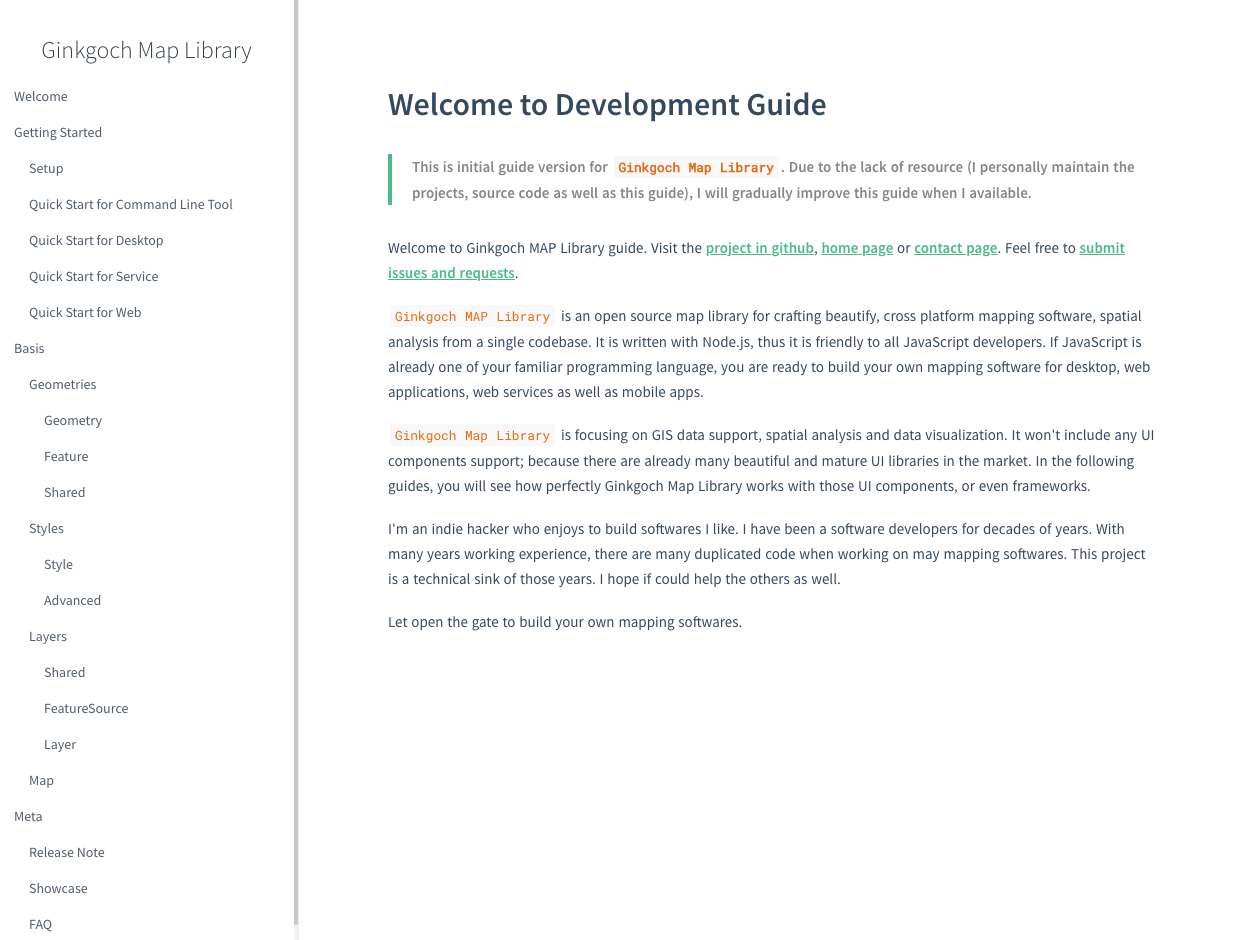 Ginkgoch Map Library
Welcome
Getting Started
Setup
Quick Start for Command Line Tool
Quick Start for Desktop
Quick Start for Service
Quick Start for Web
Basis
Geometries
Geometry
Feature
Shared
Styles
Style
Advanced
Layers
Shared
FeatureSource
Layer
Map
Meta
Release Note
Showcase
FAQ
Welcome to Development Guide
This is initial guide version for Ginkgoch Map Library . Due to the lack of resource (I personally maintain the
projects, source code as well as this guide), I will gradually improve this guide when I available.
Welcome to Ginkgoch MAP Library guide. Visit the project in github, home page or contact page. Feel free to submit
issues and requests.
Ginkgoch MAP Library is an open source map library for crafting beautify, cross platform mapping software, spatial
analysis from a single codebase. It is written with Node.js, thus it is friendly to all JavaScript developers. If JavaScript is
already one of your familiar programming language, you are ready to build your own mapping software for desktop, web
applications, web services as well as mobile apps.
Ginkgoch Map Library is focusing on GIS data support, spatial analysis and data visualization. It won't include any UI
components support; because there are already many beautiful and mature UI libraries in the market. In the following
guides, you will see how perfectly Ginkgoch Map Library works with those UI components, or even frameworks.
I'm an indie hacker who enjoys to build softwares I like. I have been a software developers for decades of years. With
many years working experience, there are many duplicated code when working on may mapping softwares. This project
is a technical sink of those years. I hope if could help the others as well.
Let open the gate to build your own mapping softwares.